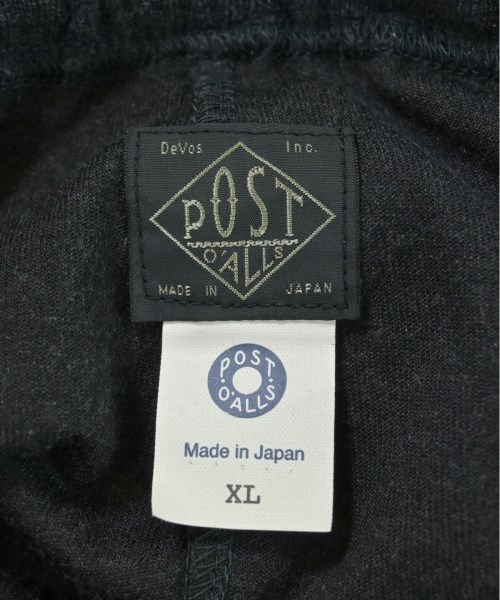 DeVos Inc.
POST
O'ALLS
MADE IN JAPAN
POST
O'ALLS
Made in Japan
XL